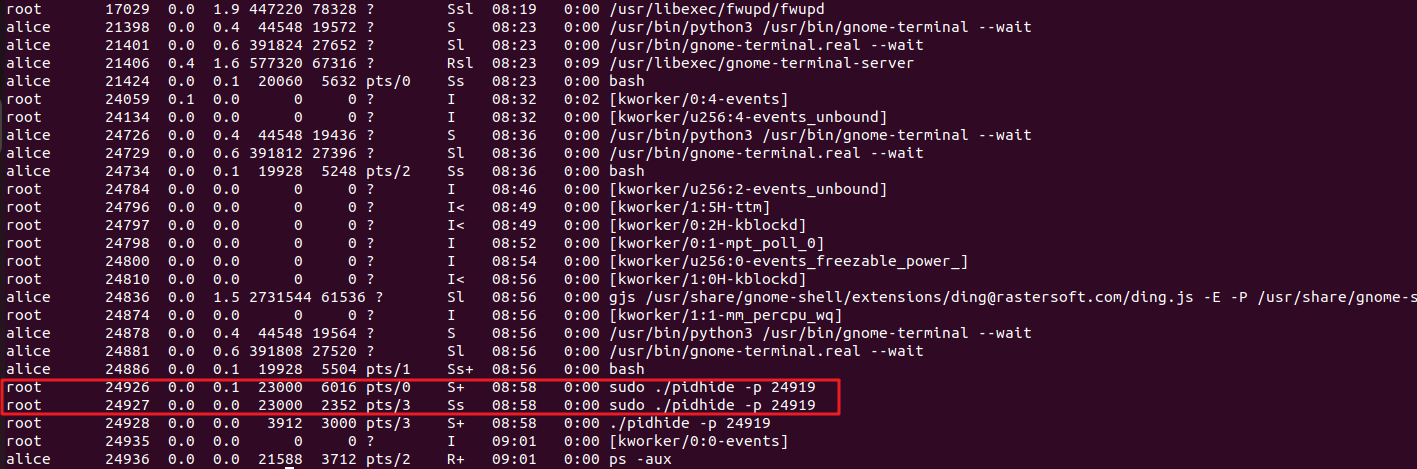 root 17029 0.0 1.9 447220 78328 ? Ssl 08:19 0:00 /usr/libexec/fwupd/fwupd
alice 21398 0.0 0.4 44548 19572 ? S 08:23 0:00 /usr/bin/python3 /usr/bin/gnome-terminal --wait
alice 21401 0.0 0.6 391824 27652 ? Sl 08:23 0:00 /usr/bin/gnome-terminal.real --wait
alice 21406 0.4 1.6 577320 67316 ? Rsl 08:23 0:09 /usr/libexec/gnome-terminal-server
alice 21424 0.0 0.1 20060 5632 pts/0 Ss 08:23 0:00 bash
root 24059 0.1 0.0 0 0 ? I 08:32 0:02 [kworker/0:4-events]
root 24134 0.0 0.0 0 0 ? I 08:32 0:00 [kworker/u256:4-events_unbound]
alice 24726 0.0 0.4 44548 19436 ? S 08:36 0:00 /usr/bin/python3 /usr/bin/gnome-terminal --wait
alice 24729 0.0 0.6 391812 27396 ? Sl 08:36 0:00 /usr/bin/gnome-terminal.real --wait
alice 24734 0.0 0.1 19928 5248 pts/2 Ss 08:36 0:00 bash
root 24784 0.0 0.0 0 0 ? I 08:46 0:00 [kworker/u256:2-events_unbound]
root 24796 0.0 0.0 0 0 ? I< 08:49 0:00 [kworker/1:5H-ttm]
root 24797 0.0 0.0 0 0 ? I< 08:49 0:00 [kworker/0:2H-kblockd]
root 24798 0.0 0.0 0 0 ? I 08:52 0:00 [kworker/0:1-mpt_poll_0]
root 24800 0.0 0.0 0 0 ? I 08:54 0:00 [kworker/u256:0-events_freezable_power_]
root 24810 0.0 0.0 0 0 ? I< 08:56 0:00 [kworker/1:0H-kblockd]
alice 24836 0.0 1.5 2731544 61536 ? Sl 08:56 0:00 gjs /usr/share/gnome-shell/extensions/ding@rastersoft.com/ding.js -E -P /usr/share/gnome-s
root 24874 0.0 0.0 0 0 ? I 08:56 0:00 [kworker/1:1-mm_percpu_wq]
alice 24878 0.0 0.4 44548 19564 ? S 08:56 0:00 /usr/bin/python3 /usr/bin/gnome-terminal --wait
alice 24881 0.0 0.6 391808 27520 ? Sl 08:56 0:00 /usr/bin/gnome-terminal.real --wait
alice 24886 0.0 0.1 19928 5504 pts/1 Ss+ 08:56 0:00 bash
root 24926 0.0 0.1 23000 6016 pts/0 S+ 08:58 0:00 sudo ./pidhide -p 24919
root 24927 0.0 0.0 23000 2352 pts/3 Ss 08:58 0:00 sudo ./pidhide -p 24919
root 24928 0.0 0.0 3912 3000 pts/3 S+ 08:58 0:00 ./pidhide -p 24919
root 24935 0.0 0.0 0 0 ? I 09:01 0:00 [kworker/0:0-events]
alice 24936 0.0 0.0 21588 3712 pts/2 R+ 09:01 0:00 ps -aux